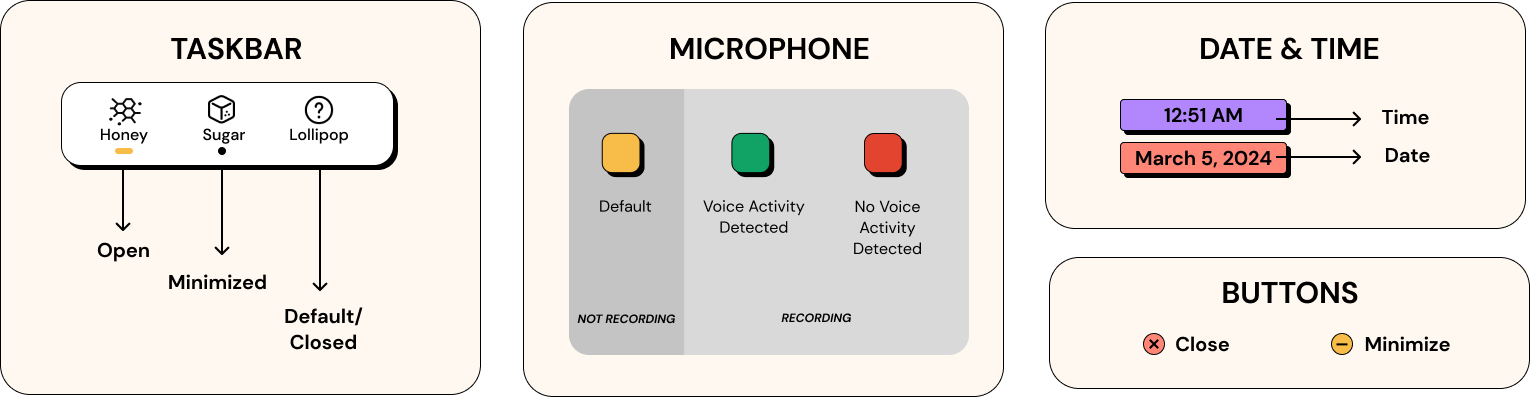 TASKBAR
Honey
Sugar
Lollipop
Open
Minimized
Default/
Closed
MICROPHONE
Default
Voice Activity
Detected
No Voice
Activity
Detected
NOT RECORDING
RECORDING
DATE & TIME
12:51 AM
Time
March 5, 2024
Date
BUTTONS
Close
Minimize